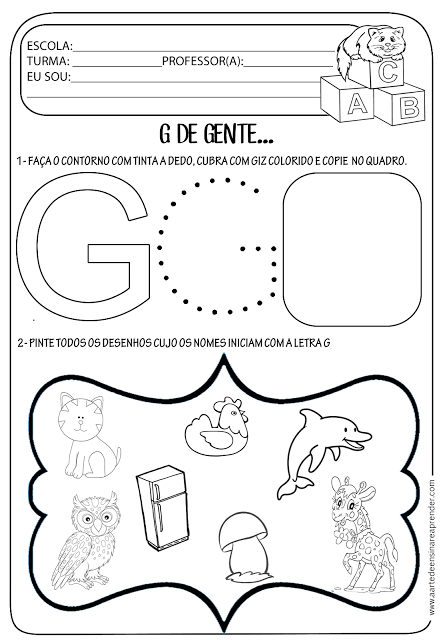 ESCOLA:
TURMA: PROFESSOR(A):
EU SOU:
C
A B
G DE GENTE...
1- FAÇA O CONTORNO COM TINTA A DEDO, CUBRA COM GIZ COLORIDO E COPIE NO QUADRO.
G G
2- PINTE TODOS OS DESENHOS CUJO OS NOMES INICIAM COM A LETRA G
www.aartedeensinareaprender.com